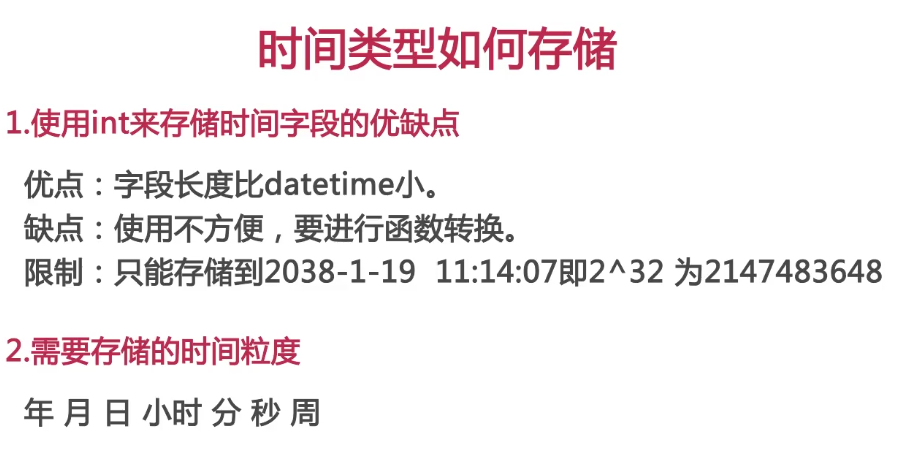 时间类型如何存储
1.使用int来存储时间字段的优缺点
优点：字段长度比datetime小。
缺点：使用不方便，要进行函数转换。
限制：只能存储到2038-1-19 11:14:07即2^32 为2147483648
2.需要存储的时间粒度
年 月 日 小时 分 秒 周